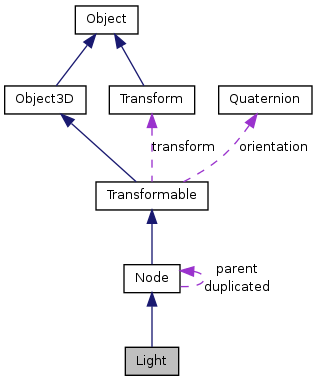 Object
Object3D
Transform
Quaternion
transform
orientation
Transformable
Node
parent
duplicated
Light